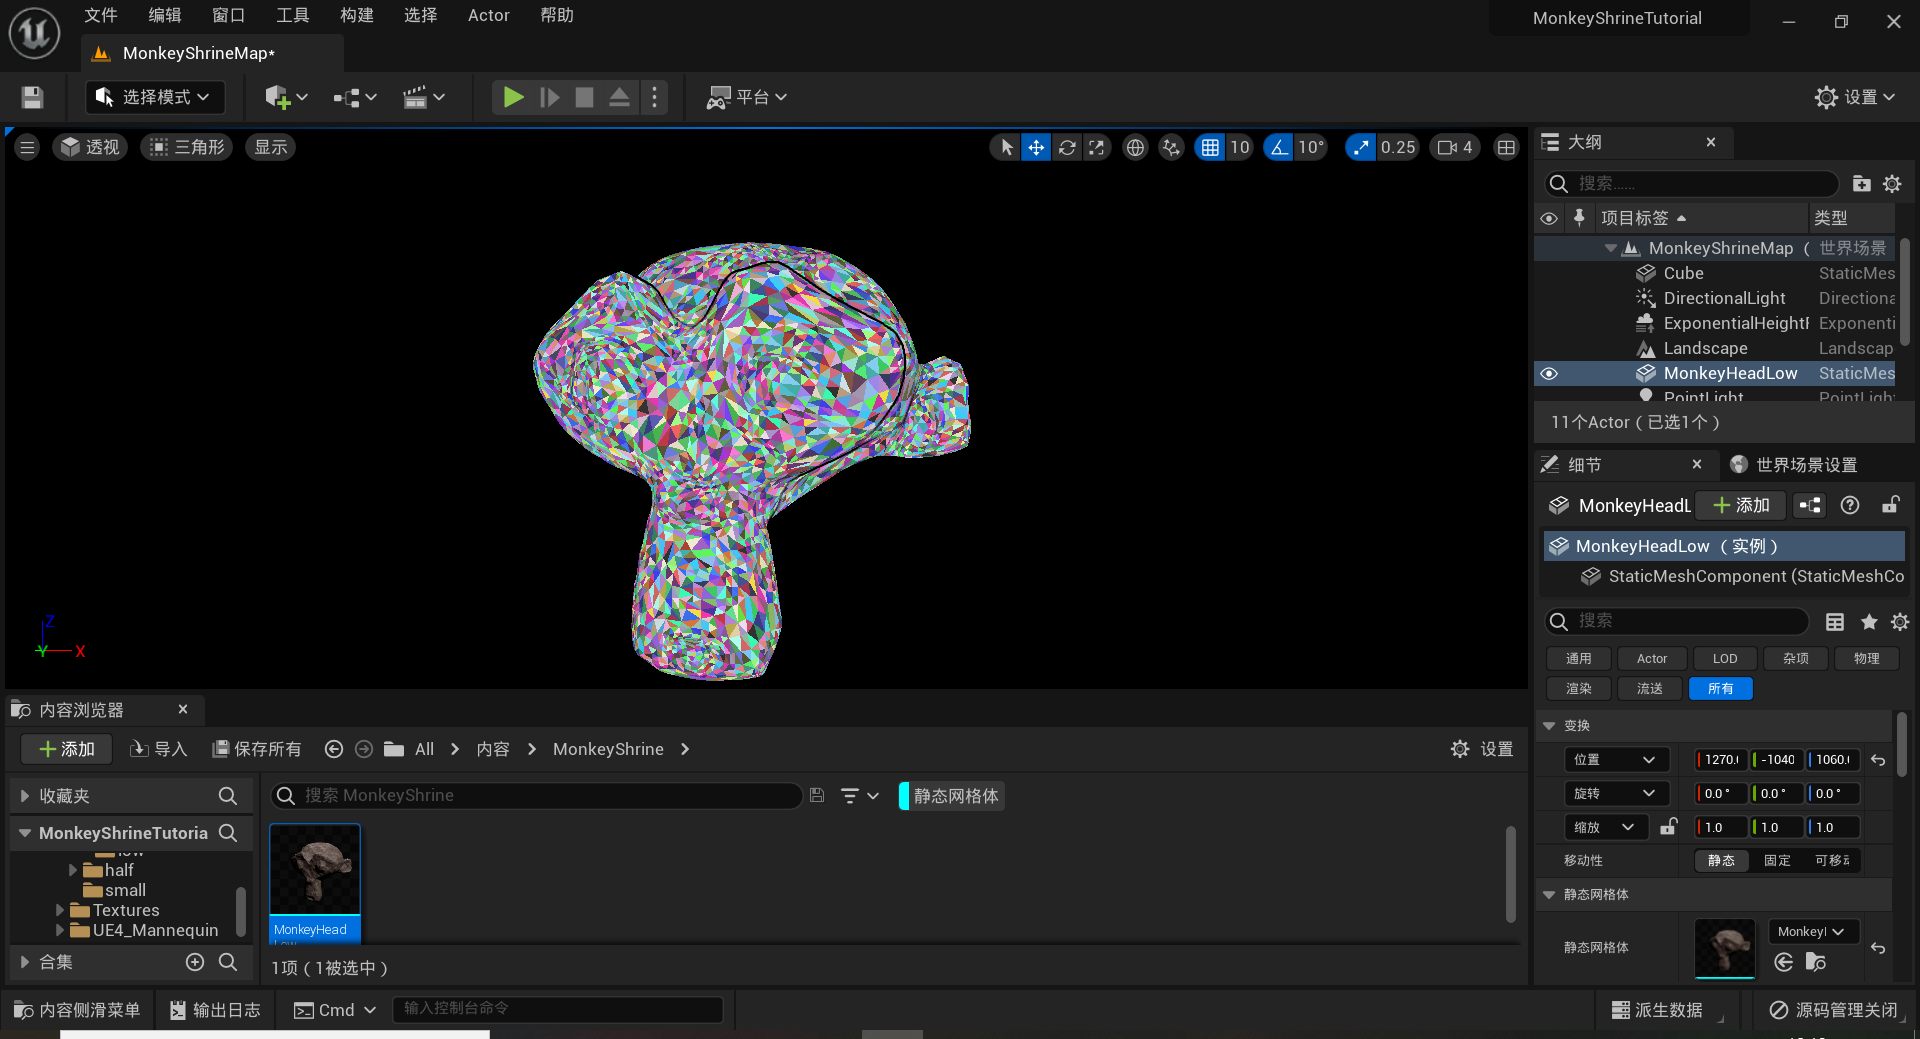 文件 编辑 窗口 工具 构建 选择 Actor 帮助
MonkeyShrineTutorial
MonkeyShrineMap*
选择模式
平台
设置
透视 三角形 显示
10 10° 0.25 4
大纲
搜索......
项目标签 类型
MonkeyShrineMap ( 世界场景
Cube StaticMes
DirectionalLight Directiona
ExponentialHeightF Exponenti
Landscape Landscap
MonkeyHeadLow StaticMes
PointLight PointLight
11个Actor（已选1个）
细节 世界场景设置
MonkeyHeadL 添加
MonkeyHeadLow （实例）
StaticMeshComponent (StaticMeshCo
搜索
通用 Actor LOD 杂项 物理
渲染 流送 所有
变换
位置 1270.0 -1040 1060.0
旋转 0.0 ° 0.0 ° 0.0 °
缩放 1.0 1.0 1.0
移动性 静态 固定 可移动
静态网格体
静态网格体 Monkey
Z
Y X
内容浏览器
添加 导入 保存所有 All 内容 MonkeyShrine 设置
收藏夹
搜索 MonkeyShrine
静态网格体
MonkeyShrineTutoria
low
half
small
Textures
UE4_Mannequin
合集
MonkeyHead
Low
1项（1被选中）
内容侧滑菜单 输出日志 Cmd 输入控制台命令
派生数据 源码管理关闭